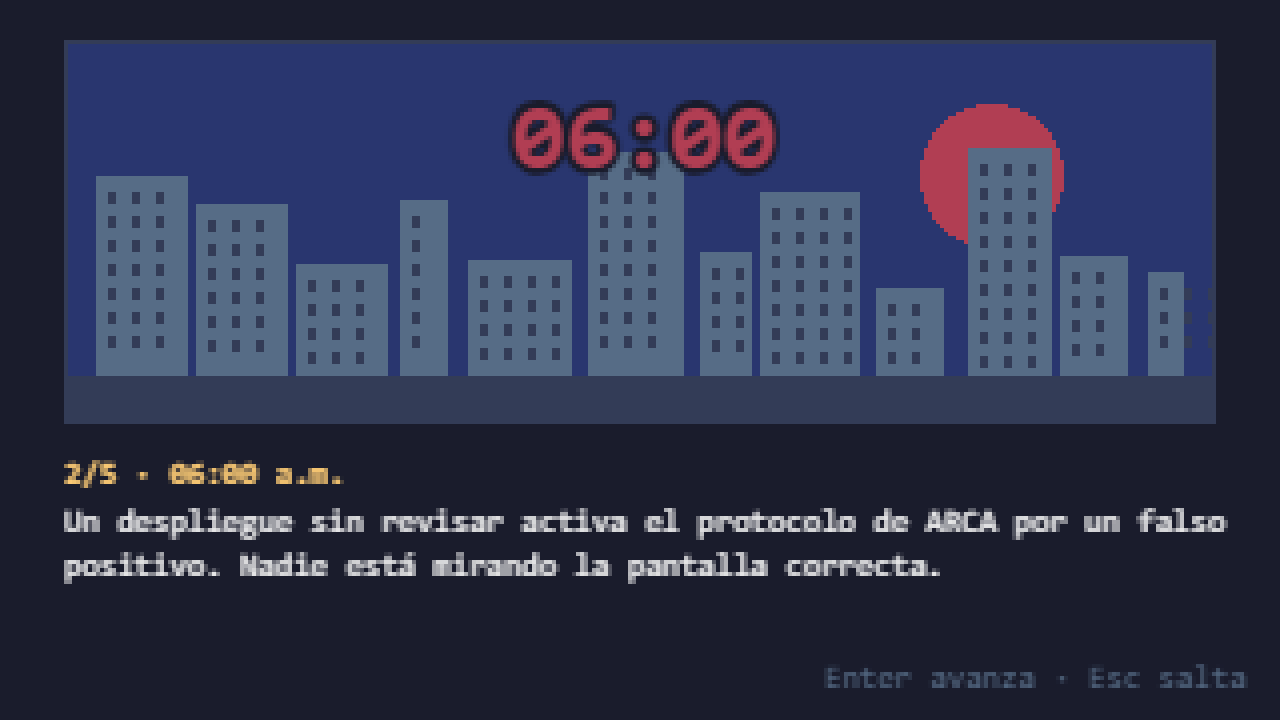 06:00
2/5 · 06:00 a.m.
Un despliegue sin revisar activa el protocolo de ARCA por un falso
positivo. Nadie está mirando la pantalla correcta.
Enter avanza · Esc salta